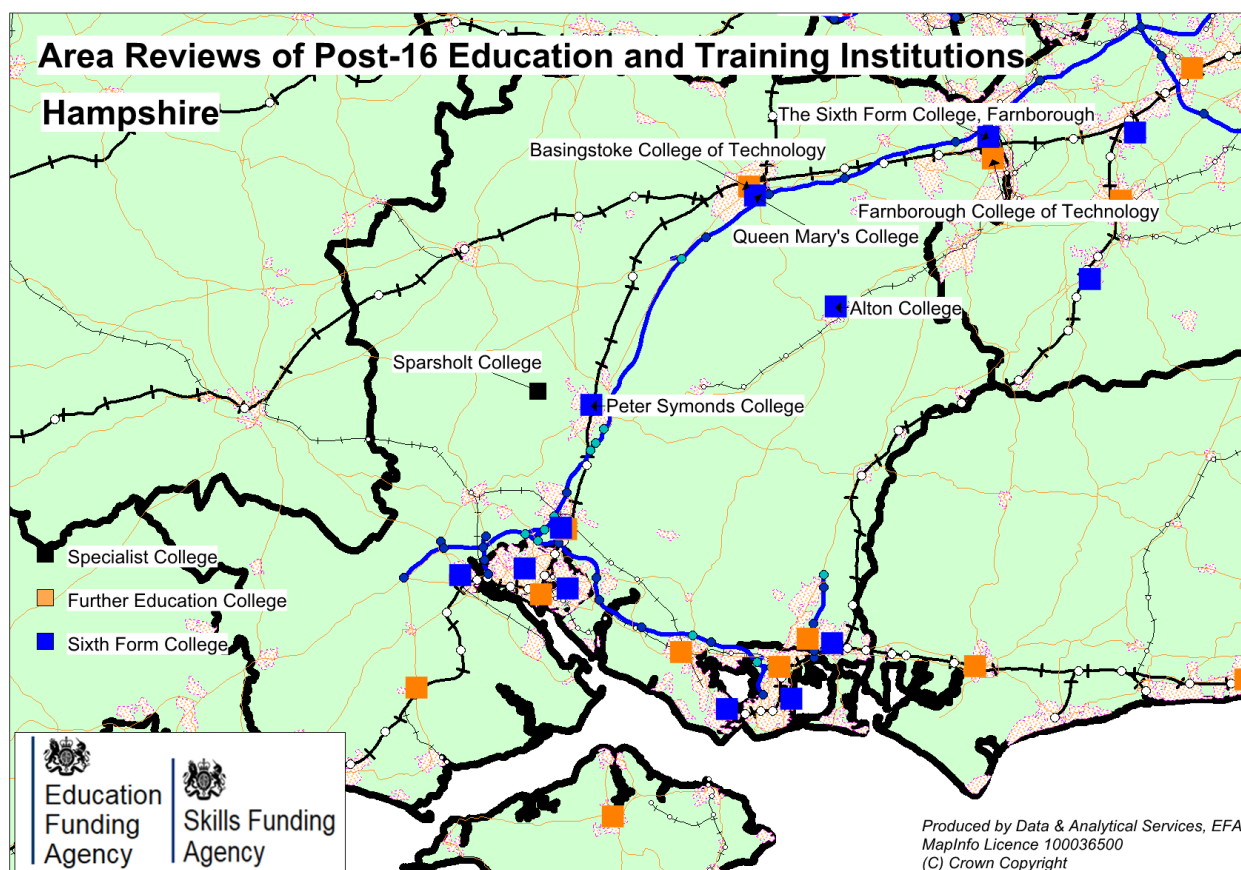 Area Reviews of Post-16 Education and Training Institutions
Hampshire
The Sixth Form College, Farnborough
Basingstoke College of Technology
Farnborough College of Technology
Queen Mary's College
Alton College
Sparsholt College
Peter Symonds College
Specialist College
Further Education College
Sixth Form College
Education
Funding
Agency
Skills Funding
Agency
Produced by Data & Analytical Services, EFA
MapInfo Licence 100036500
(C) Crown Copyright